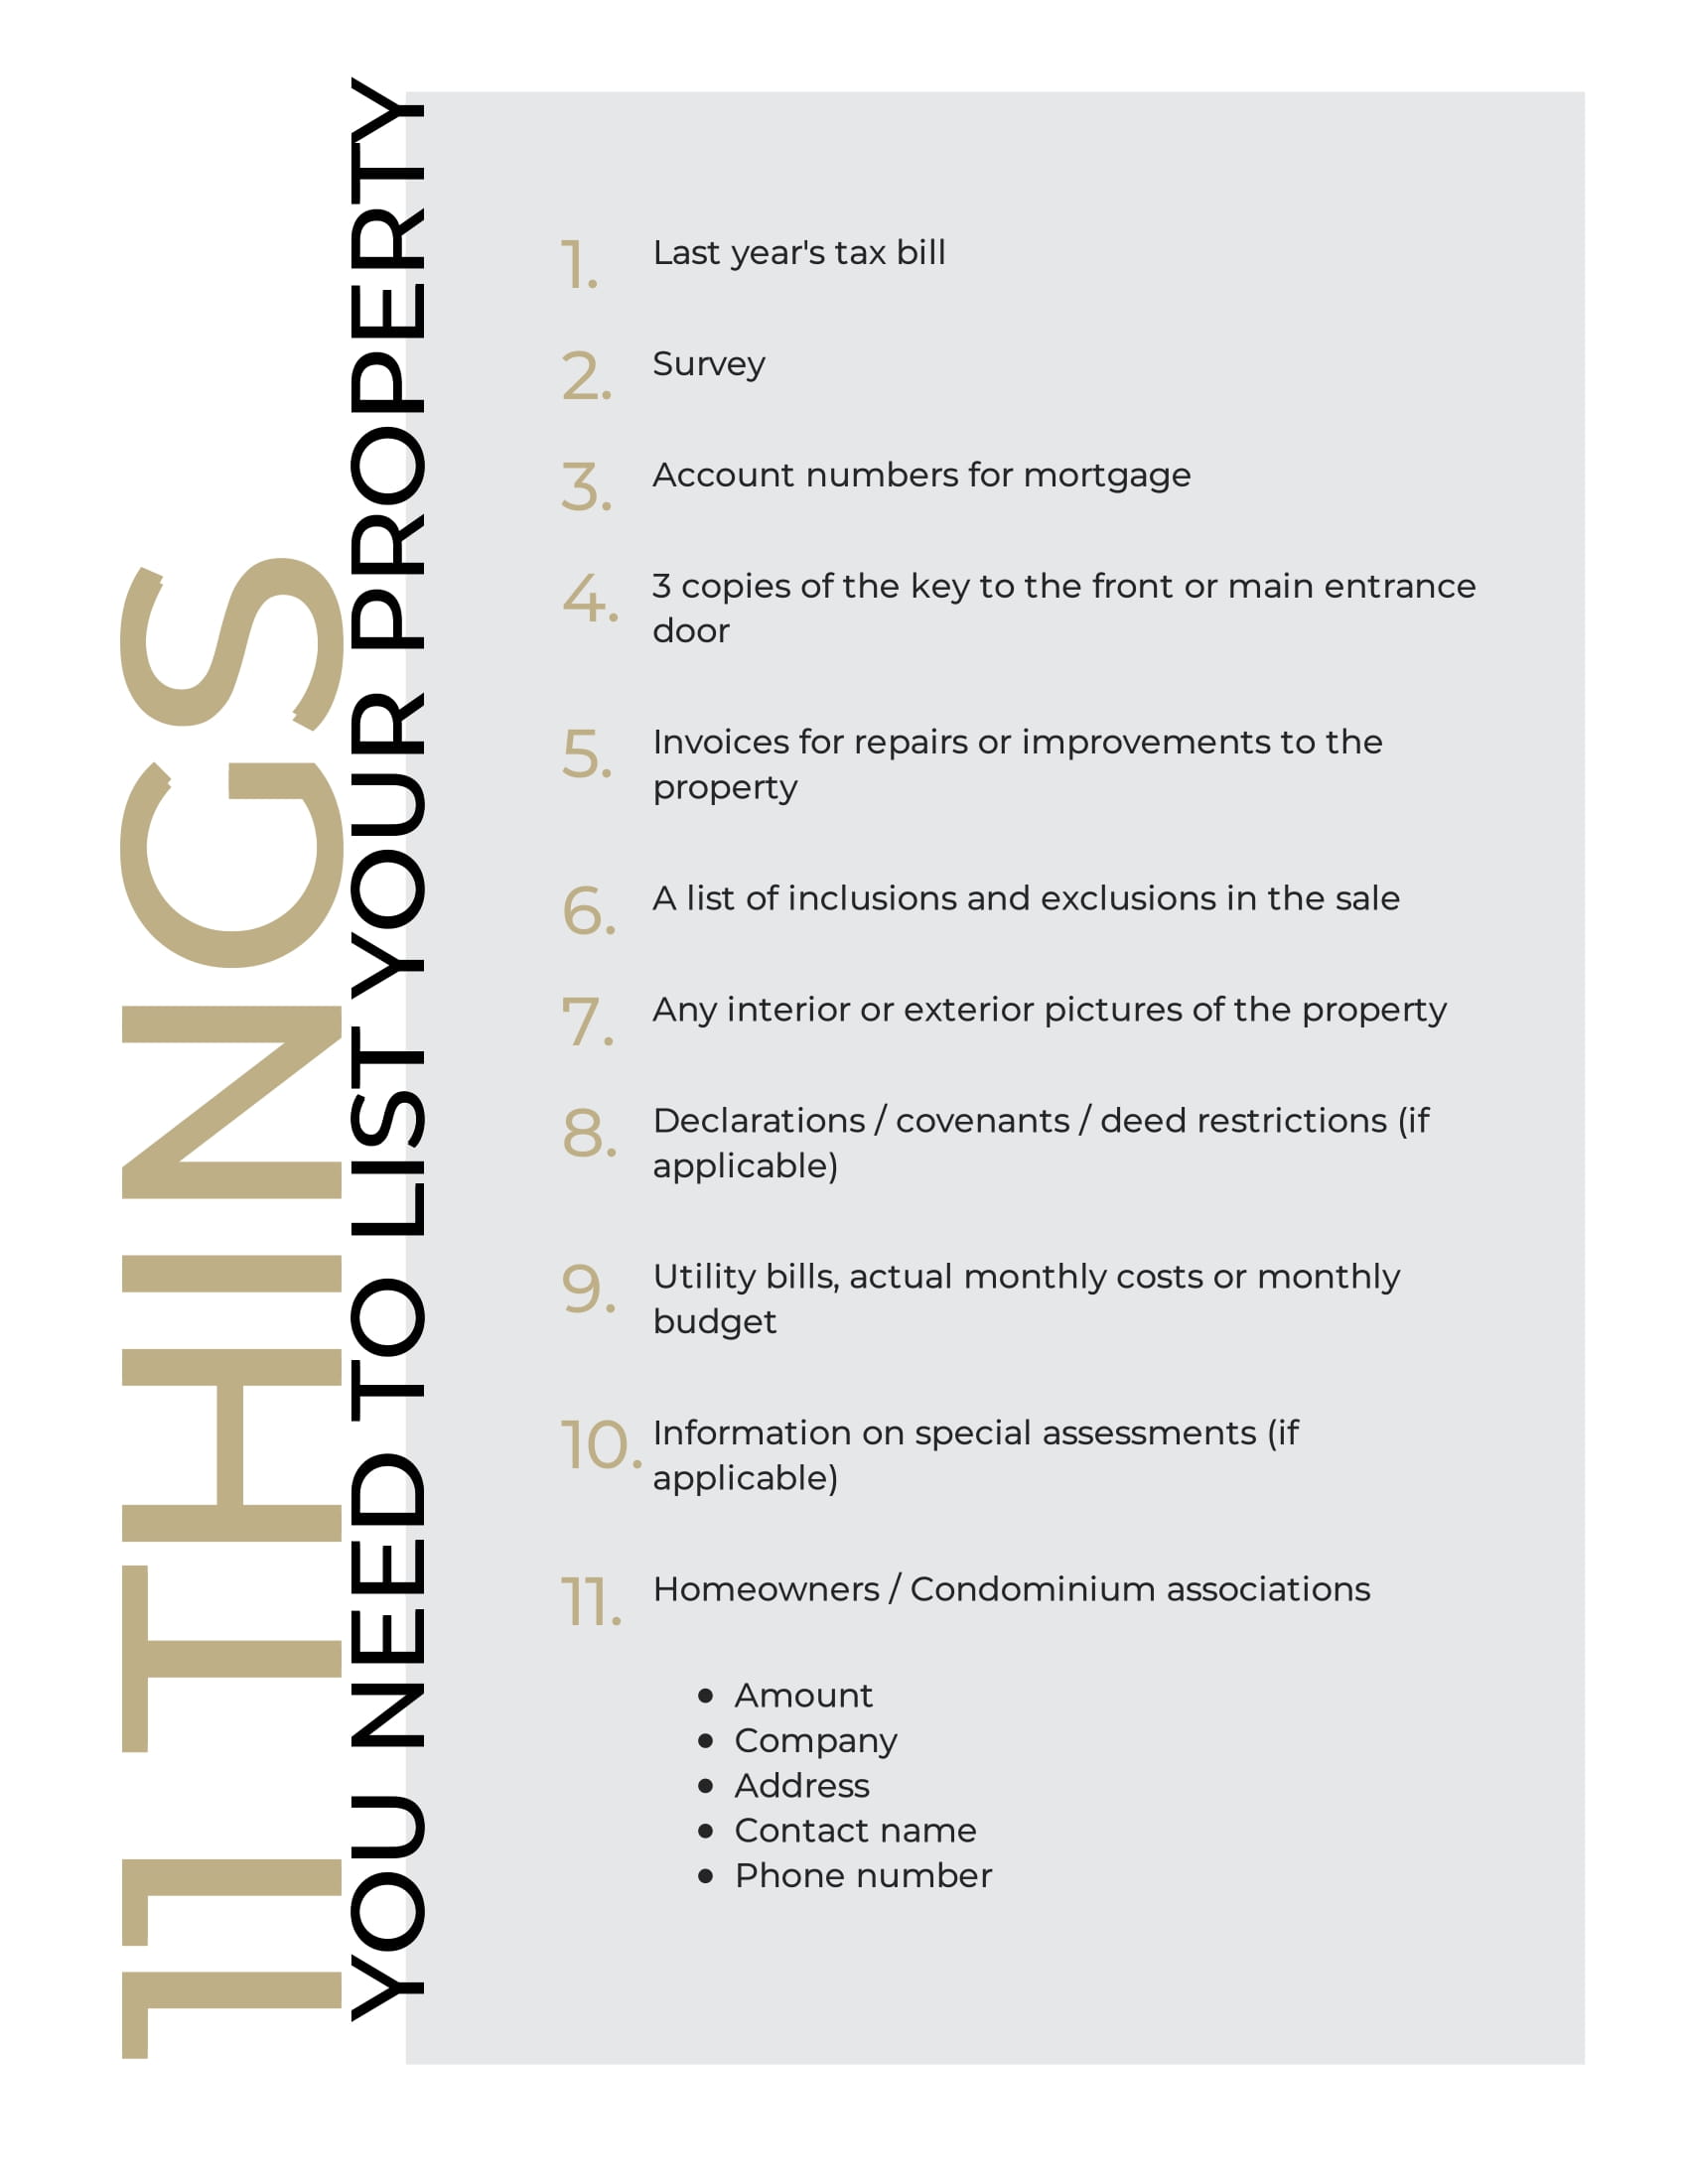 11 THINGS
YOU NEED TO LIST YOUR PROPERTY
1. Last year's tax bill
2. Survey
3. Account numbers for mortgage
4. 3 copies of the key to the front or main entrance
door
5. Invoices for repairs or improvements to the
property
6. A list of inclusions and exclusions in the sale
7. Any interior or exterior pictures of the property
8. Declarations / covenants / deed restrictions (if
applicable)
9. Utility bills, actual monthly costs or monthly
budget
10. Information on special assessments (if
applicable)
11. Homeowners / Condominium associations
• Amount
• Company
• Address
• Contact name
• Phone number